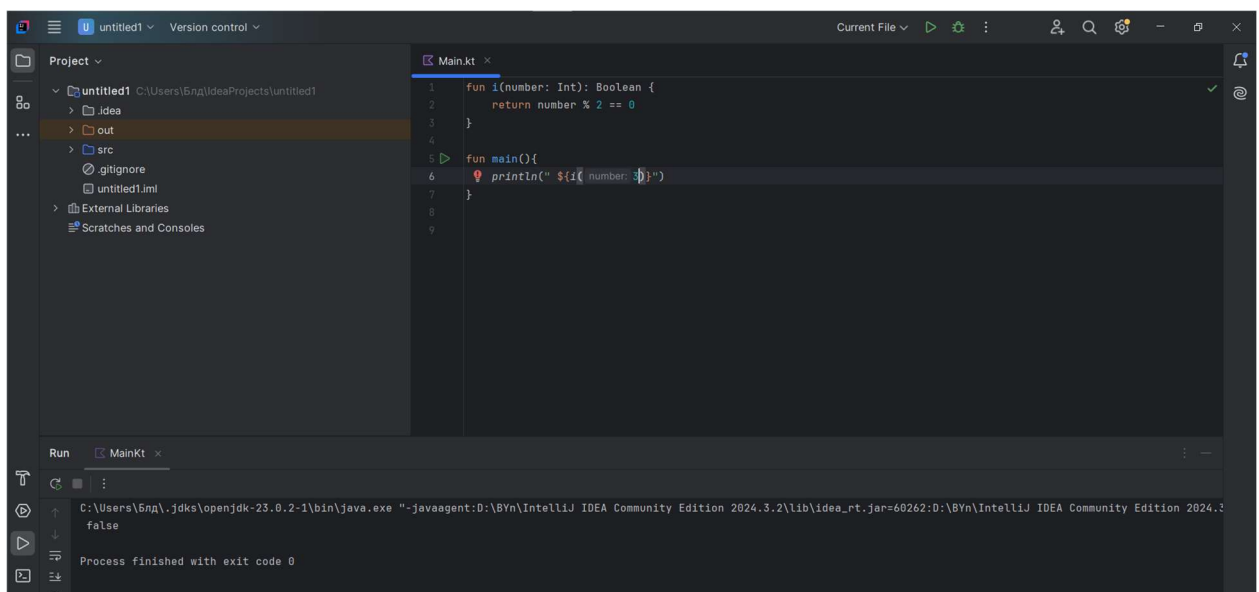 U untitled1 Version control Current File
Project
Main.kt
untitled1 C:\Users\Блд\IdeaProjects\untitled1
.idea
out
src
.gitignore
untitled1.iml
External Libraries
Scratches and Consoles
1 fun i(number: Int): Boolean {
2 return number % 2 == 0
3 }
4
5 fun main(){
6 println(" ${i( number: 3)}")
7 }
8
9
Run MainKt
C:\Users\Блд\.jdks\openjdk-23.0.2-1\bin\java.exe "-javaagent:D:\BYn\IntelliJ IDEA Community Edition 2024.3.2\lib\idea_rt.jar=60262:D:\BYn\IntelliJ IDEA Community Edition 2024.3
false
Process finished with exit code 0